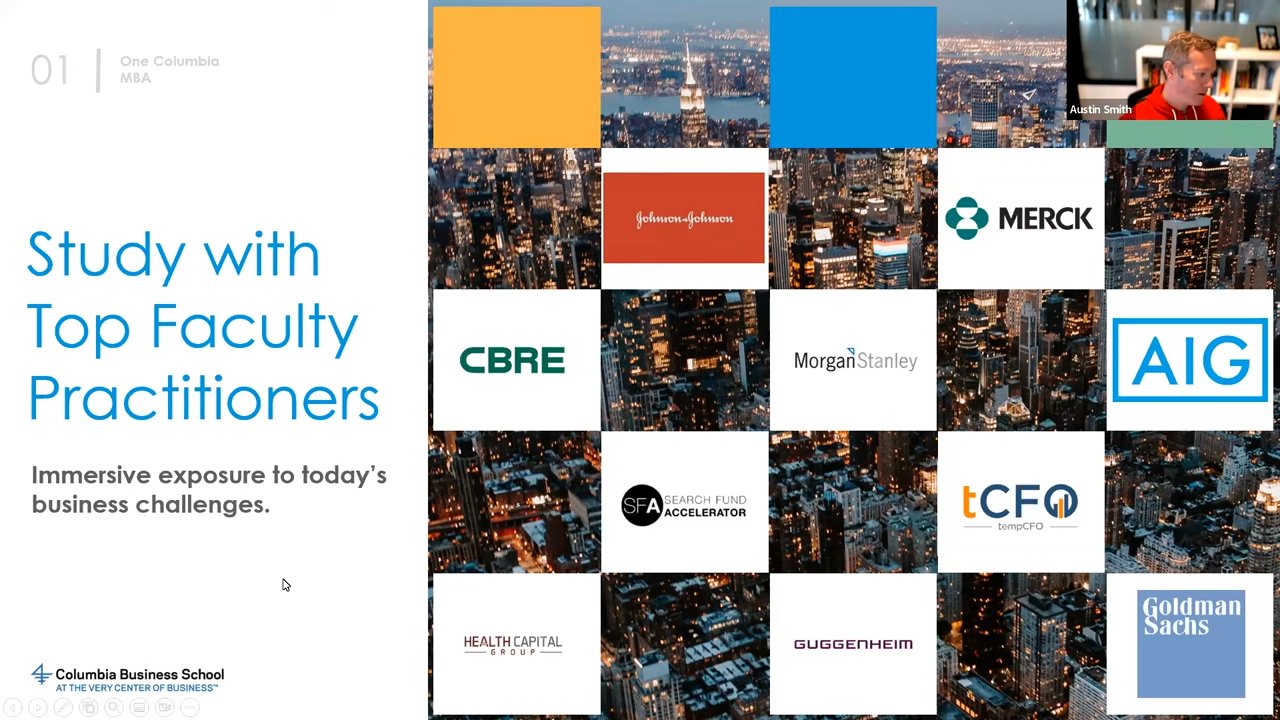 01
One Columbia
MBA
Study with
Top Faculty
Practitioners
Immersive exposure to today's
business challenges.
Columbia Business School
AT THE VERY CENTER OF BUSINESS™
Austin Smith
Johnson & Johnson
MERCK
CBRE
Morgan Stanley
AIG
SFA SEARCH FUND
ACCELERATOR
tCFO
tempCFO
HEALTH CAPITAL
GROUP
GUGGENHEIM
Goldman
Sachs